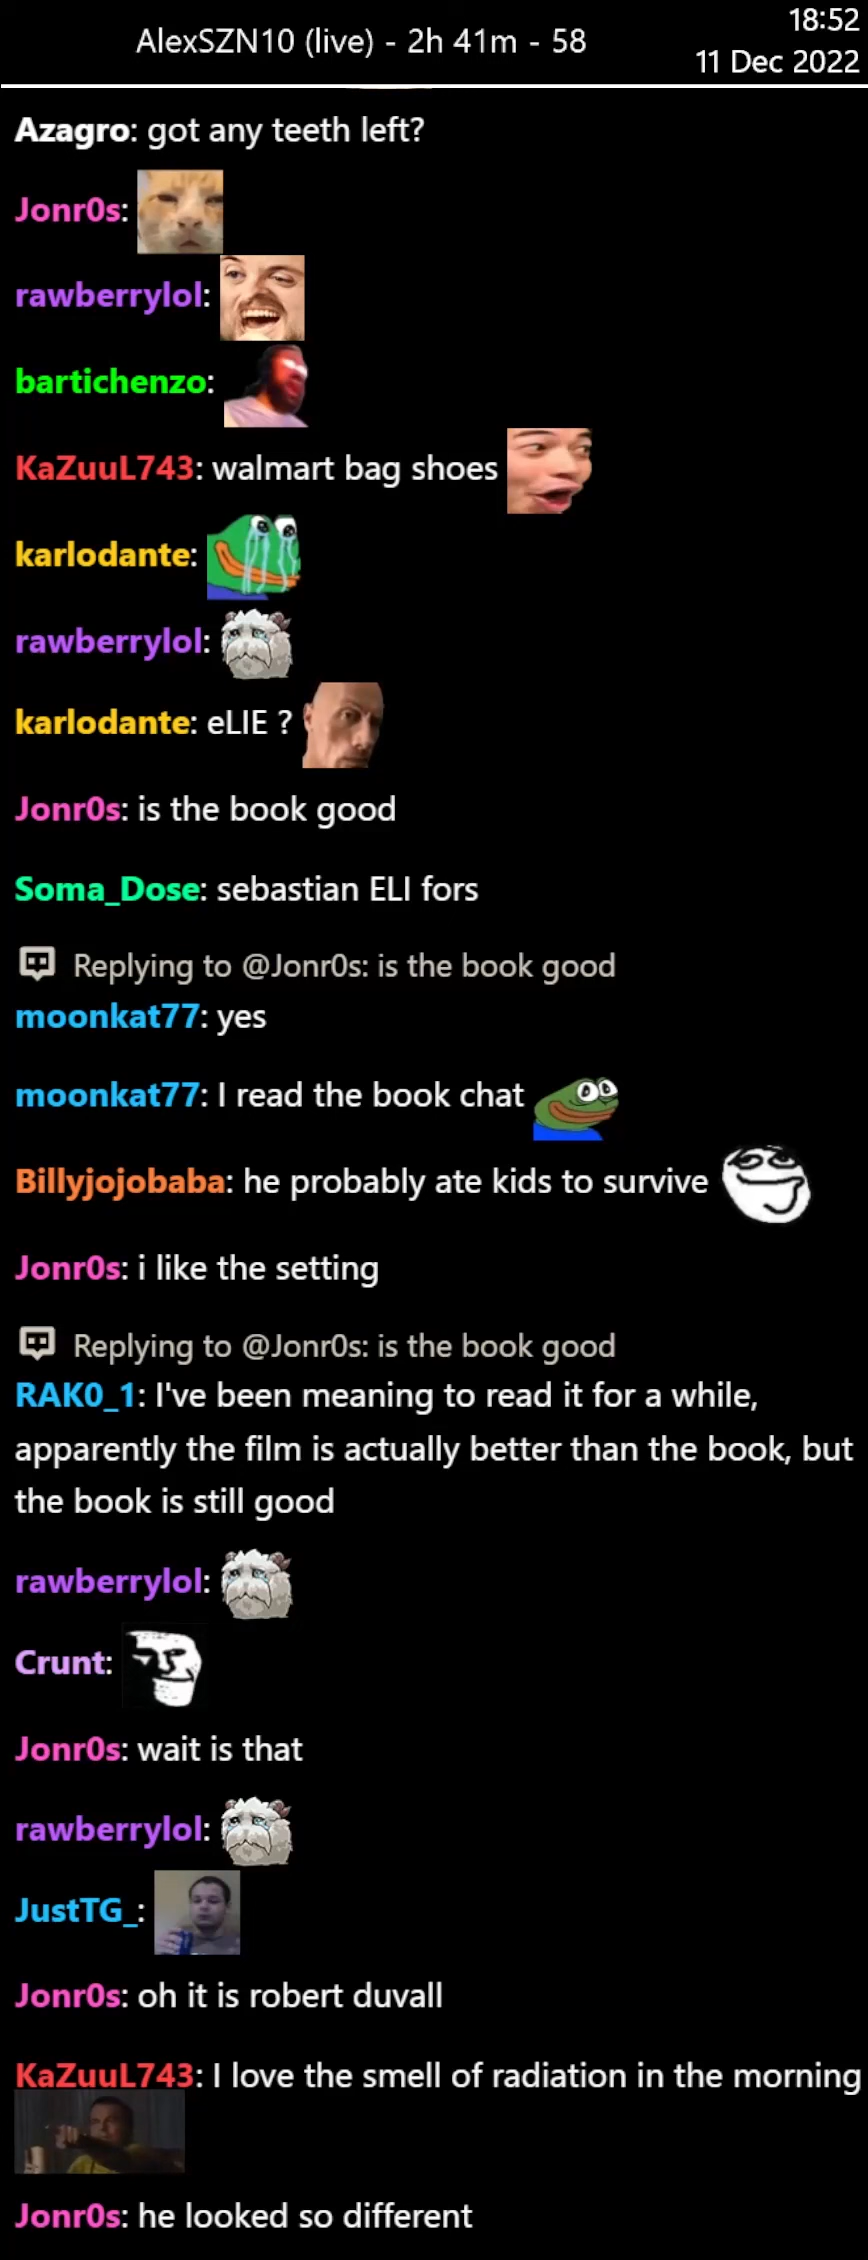 AlexSZN10 (live) - 2h 41m - 58
18:52
11 Dec 2022
Azagro: got any teeth left?
Jonr0s:
rawberrylol:
bartichenzo:
KaZuuL743: walmart bag shoes
karlodante:
rawberrylol:
karlodante: eLIE ?
Jonr0s: is the book good
Soma_Dose: sebastian ELI fors
Replying to @Jonr0s: is the book good
moonkat77: yes
moonkat77: I read the book chat
Billyjojobaba: he probably ate kids to survive
Jonr0s: i like the setting
Replying to @Jonr0s: is the book good
RAK0_1: I've been meaning to read it for a while,
apparently the film is actually better than the book, but
the book is still good
rawberrylol:
Crunt:
Jonr0s: wait is that
rawberrylol:
JustTG_:
Jonr0s: oh it is robert duvall
KaZuuL743: I love the smell of radiation in the morning
Jonr0s: he looked so different